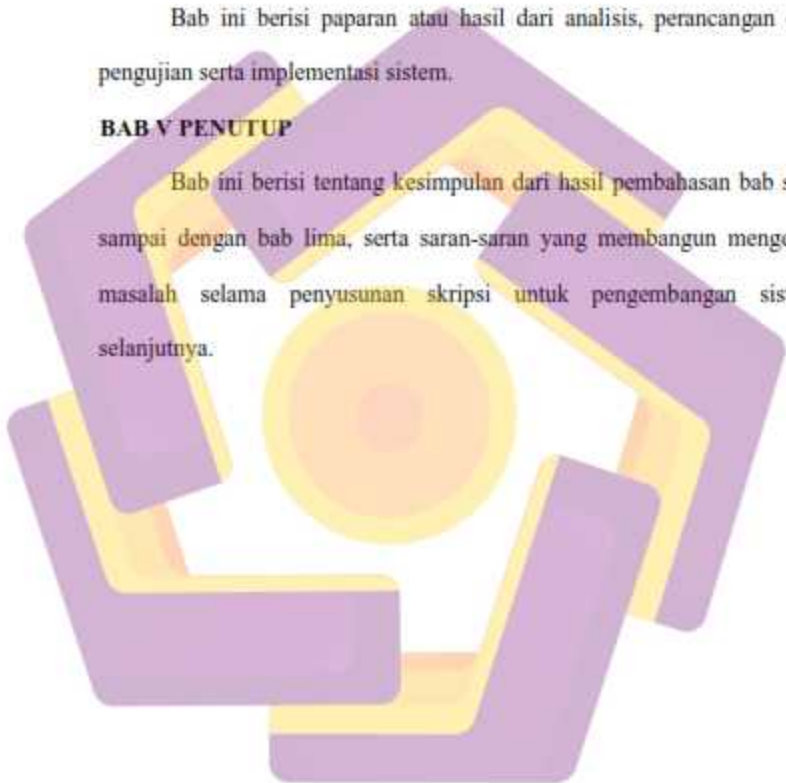 Bab ini berisi paparan atau hasil dari analisis, perancangan
pengujian serta implementasi sistem.
BAB V PENUTUP
Bab ini berisi tentang kesimpulan dari hasil pembahasan bab
sampai dengan bab lima, serta saran-saran yang membangun
masalah selama penyusunan skripsi untuk pengembangan
selanjutnya.